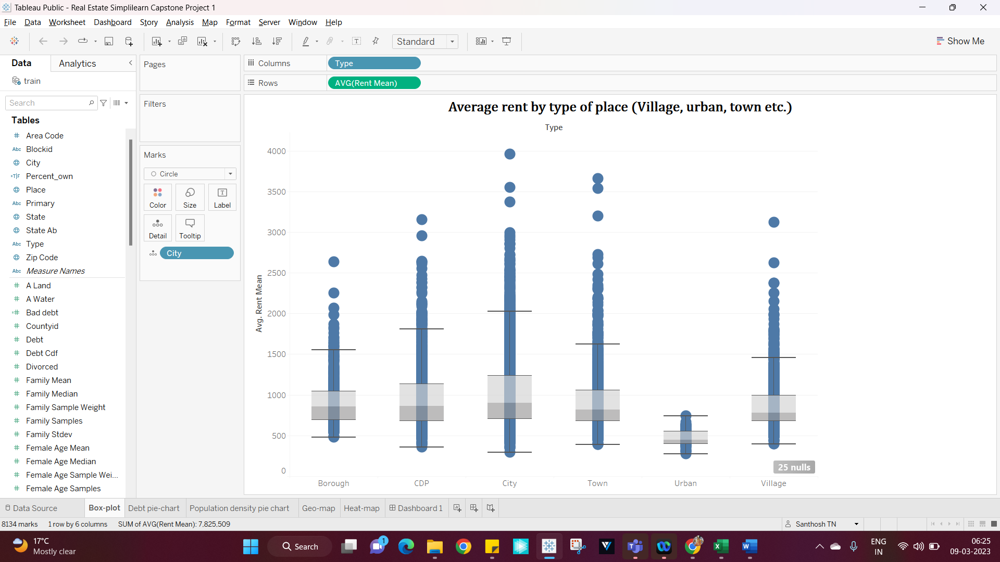 Tableau Public - Real Estate Simplilearn Capstone Project 1
File Data Worksheet Dashboard Story Analysis Map Format Server Window Help
Standard
Show Me
Data
Analytics
train
Search
Tables
Area Code
Abc Blockid
City
=T|F Percent_own
Place
Abc Primary
State
State Ab
Abc Type
Zip Code
Abc Measure Names
A Land
A Water
Bad debt
Countyid
Debt
Debt Cdf
Divorced
Family Mean
Family Median
Family Sample Weight
Family Samples
Family Stdev
Female Age Mean
Female Age Median
Female Age Sample Wei...
Female Age Samples
Pages
Filters
Marks
Circle
Color
Size
Label
Detail
Tooltip
City
Columns
Type
Rows
AVG(Rent Mean)
Average rent by type of place (Village, urban, town etc.)
Type
Avg. Rent Mean
4000
3500
3000
2500
2000
1500
1000
500
0
25 nulls
Borough CDP City Town Urban Village
Data Source Box-plot Debt pie-chart Population density pie chart Geo-map Heat-map Dashboard 1
8134 marks 1 row by 6 columns SUM of AVG(Rent Mean): 7,825,509
Santhosh TN
17°C
Mostly clear
Search
1
ENG
IN
06:25
09-03-2023